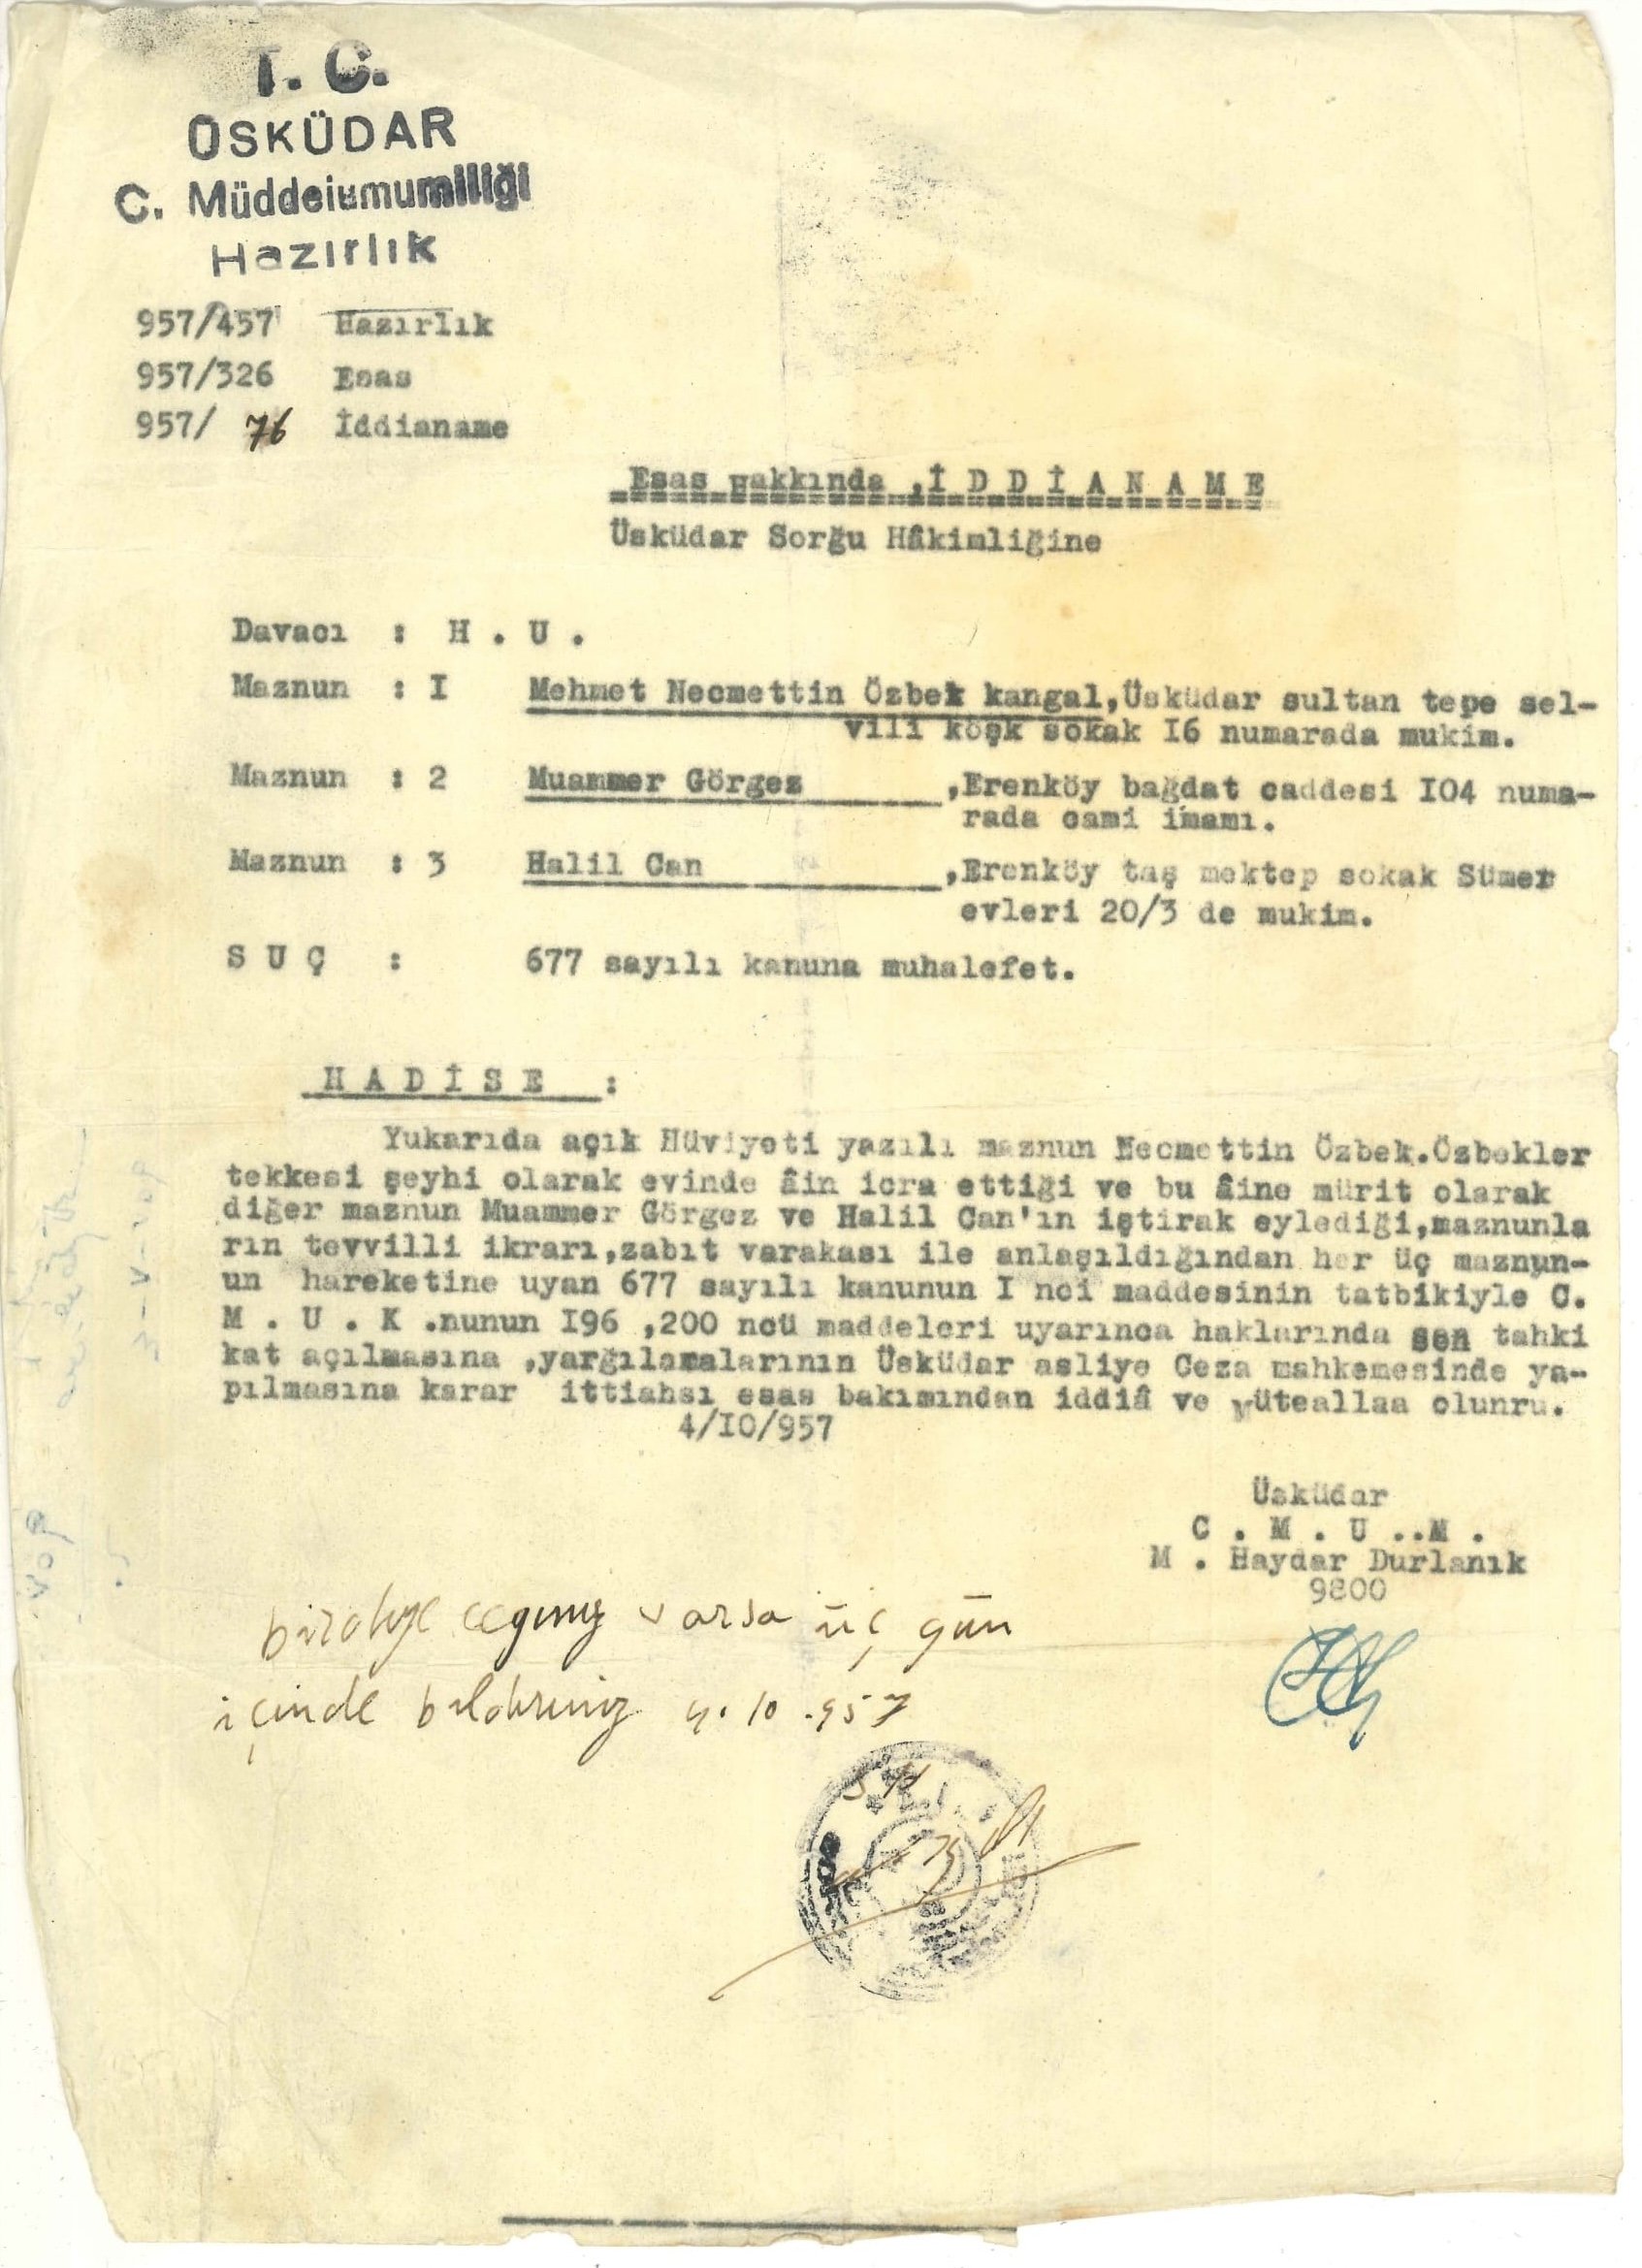 T. C.
ÜSKÜDAR
C. Müddeiumumiliği
Hazırlık
957/457 Hazırlık
957/326 Esas
957/ 76 İddianame
Esas Hakkında ,İ D D İ A N A M E
Üsküdar Sorğu Hâkimliğine
Davacı : H . U .
Maznun : I Mehmet Necmettin Özbek kangal,Üsküdar sultan tepe sel-
vili köşk sokak I6 numarada mukim.
Maznun : 2 Muammer Görgez ,Erenköy bağdat caddesi I04 numa-
rada cami imamı.
Maznun : 3 Halil Can ,Erenköy taş mektep sokak Sümer
evleri 20/3 de mukim.
S U Ç : 677 sayılı kanuna muhalefet.
H A D İ S E :
Yukarıda açık Hüviyeti yazılı maznun Necmettin Özbek.Özbekler
tekkesi şeyhi olarak evinde âin icra ettiği ve bu âine mürit olarak
diğer maznun Muammer Görgez ve Halil Can'ın iştirak eylediği,maznunla
rın tevvilli ikrarı,zabıt varakası ile anlaşıldığından her üç maznun-
un hareketine uyan 677 sayılı kanunun I nci maddesinin tatbikiyle C.
M . U . K .nunun I96 ,200 ncü maddeleri uyarınca haklarında sen tahki
kat açılmasına ,yargılamalarının Üsküdar asliye Ceza mahkemesinde ya-
pılmasına karar ittiahsı esas bakımından iddiâ ve yüteallaa olunru.
4/IO/957
Üsküdar
C . M . U ..M .
M . Haydar Durlanık
9800
varsa üç gün
içinde bildiriniz 4.10.957